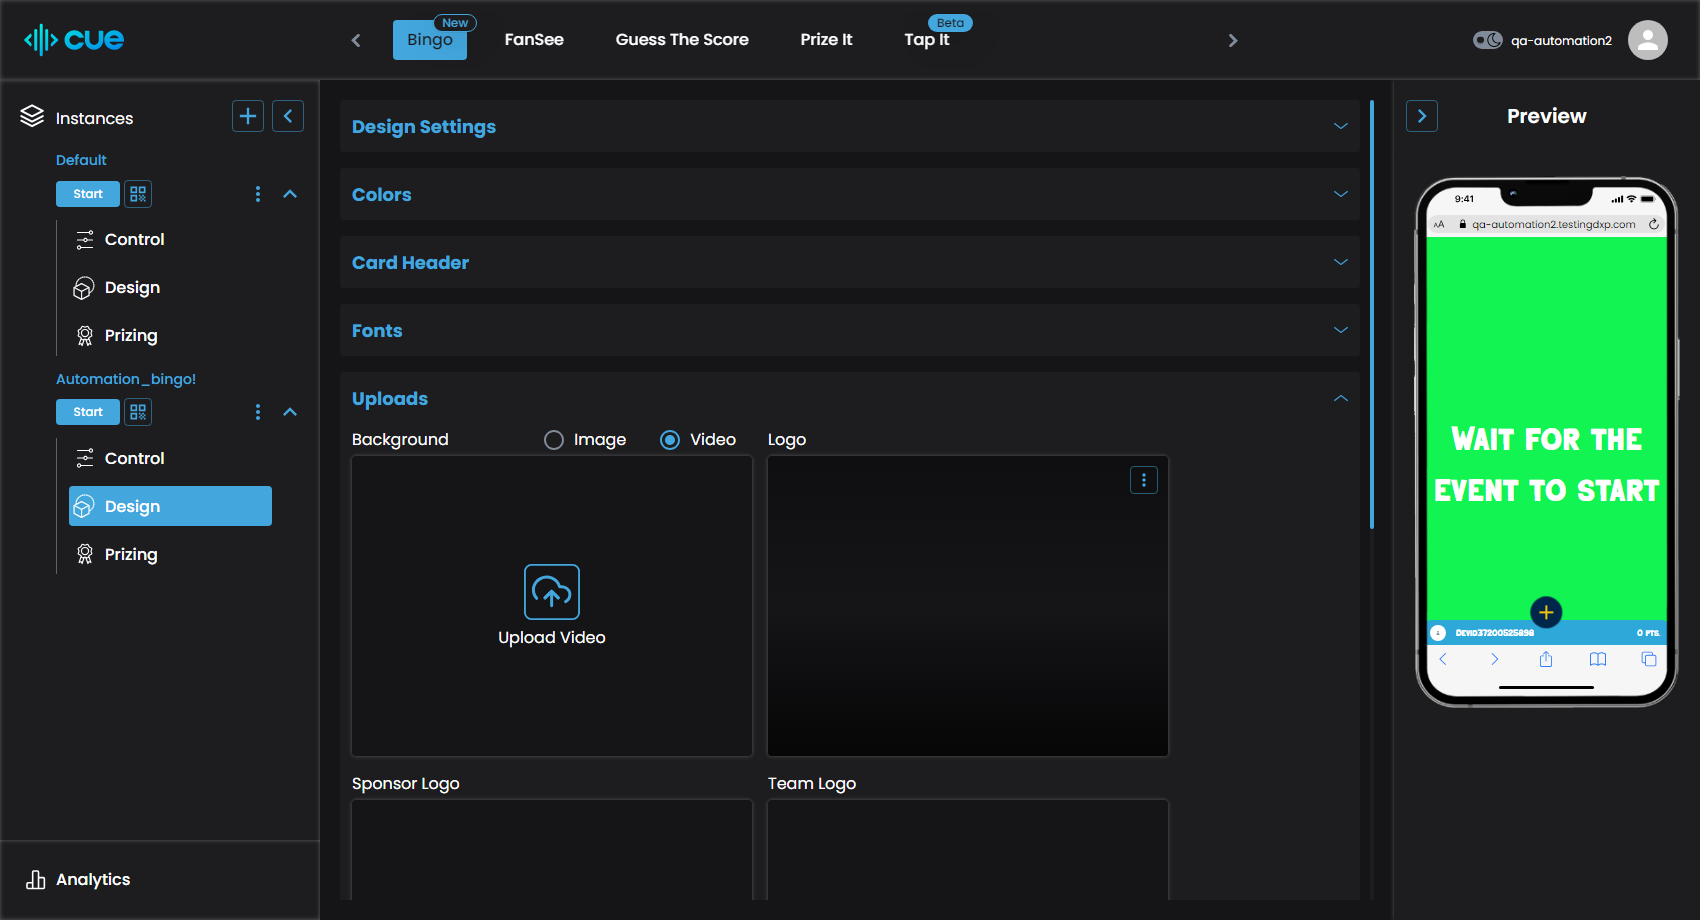 cue
New
Bingo
FanSee
Guess The Score
Prize It
Beta
Tap It
qa-automation2
Instances
Default
Start
Control
Design
Prizing
Automation_bingo!
Start
Control
Design
Prizing
Analytics
Design Settings
Colors
Card Header
Fonts
Uploads
Background
Image
Video
Logo
Upload Video
Sponsor Logo
Team Logo
Preview
9:41
AA
qa-automation2.testingdxp.com
WAIT FOR THE
EVENT TO START
DEVID37200525898
0 PTS.